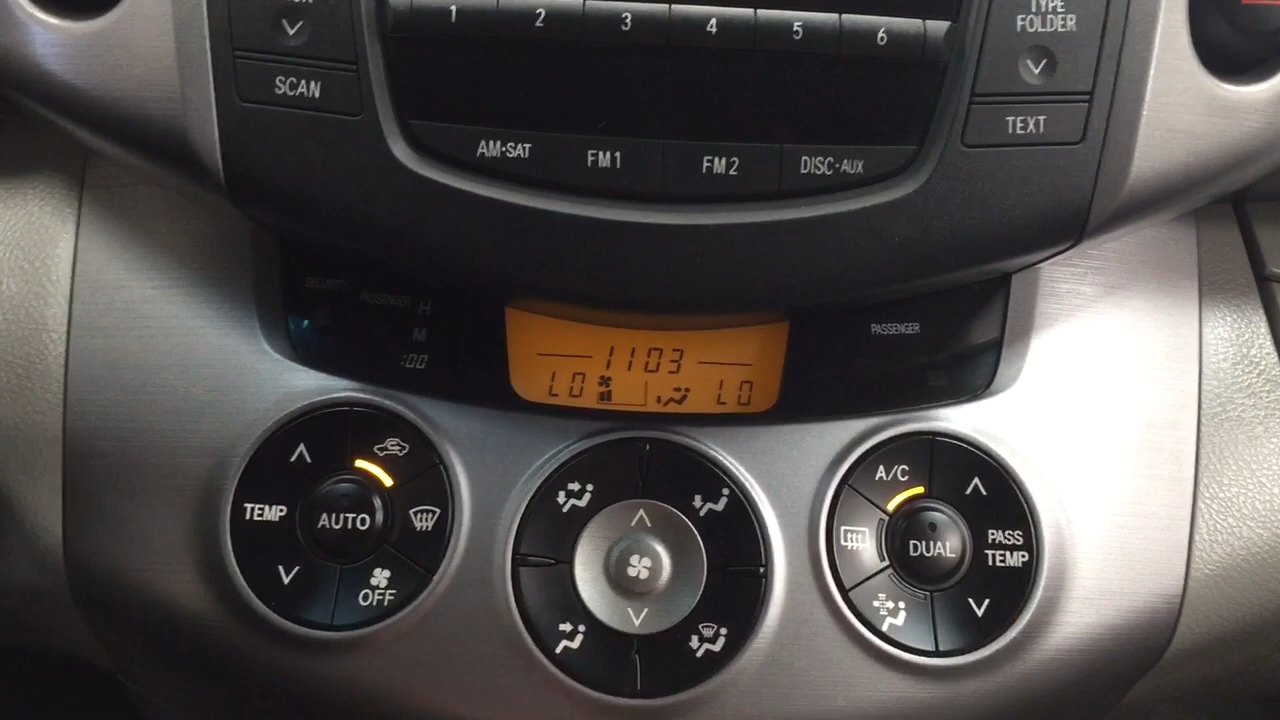 1 2 3 4 5 6
TYPE
FOLDER
SCAN
TEXT
AM·SAT FM1 FM2 DISC·AUX
SECURITY
PASSENGER
H
M
:00
PASSENGER
1103
LO LO
A/C
TEMP
AUTO
OFF
DUAL
PASS
TEMP